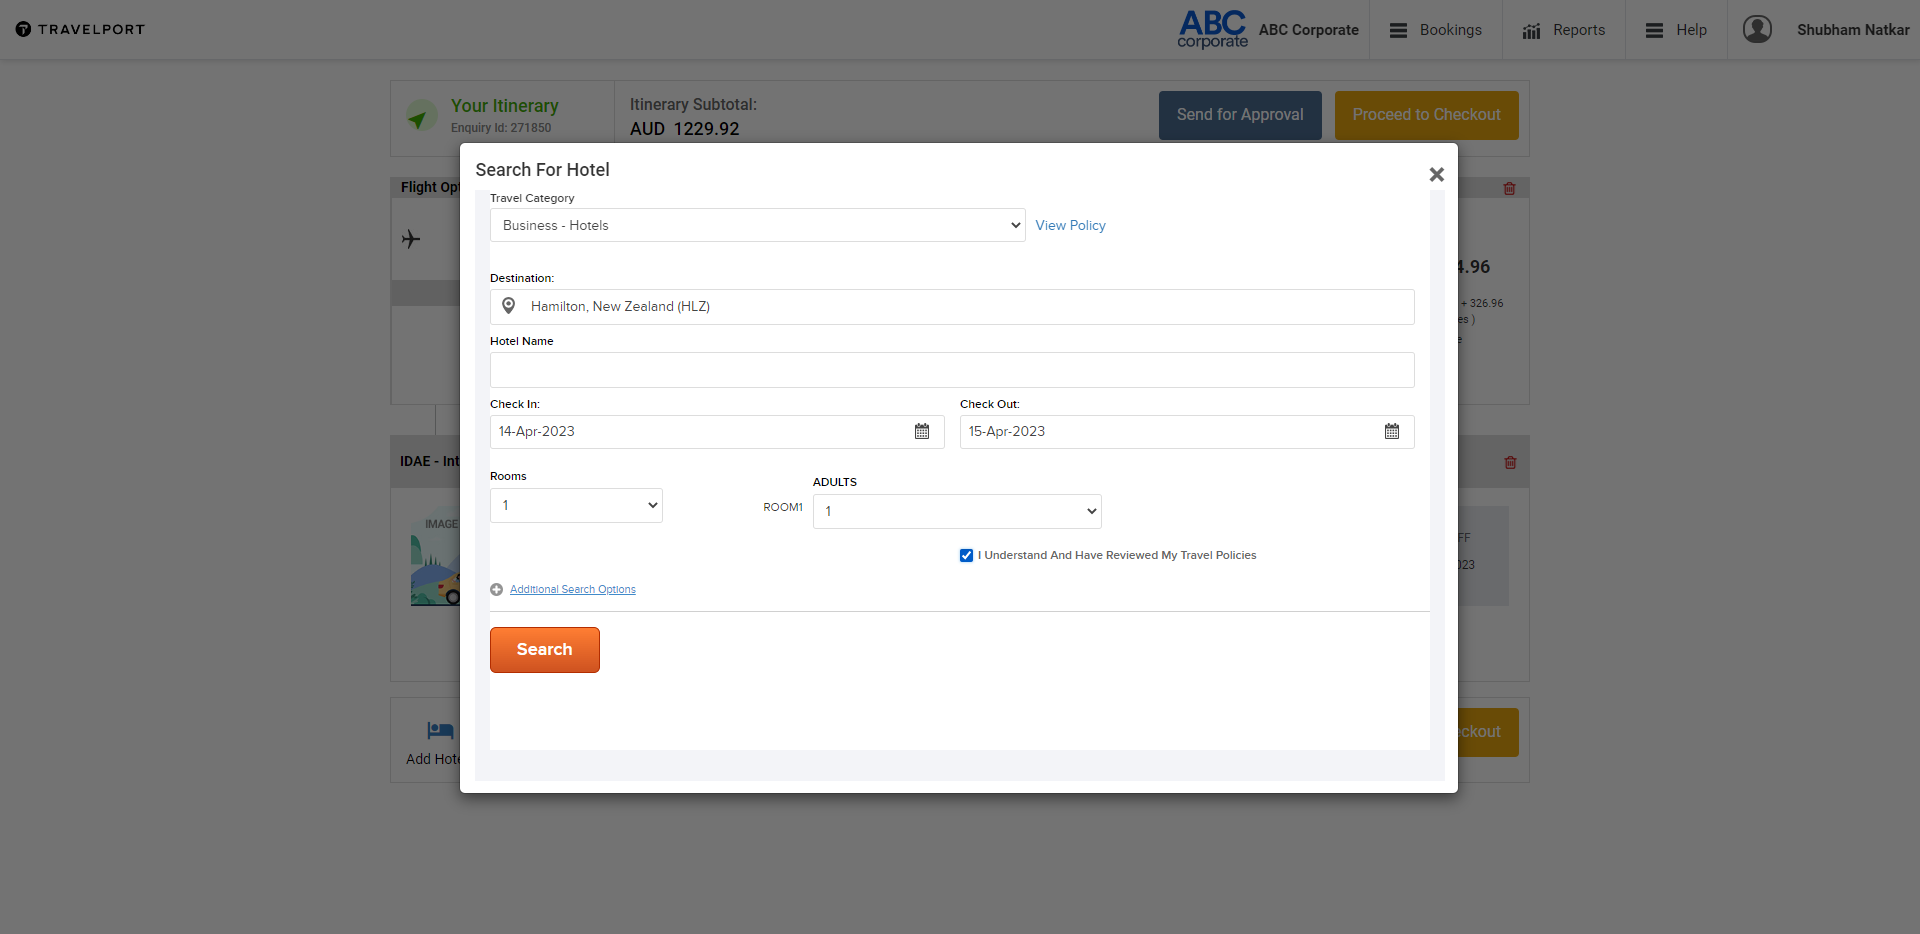 TRAVELPORT
ABC corporate
ABC Corporate
Bookings
Reports
Help
Shubham Natkar
Your Itinerary
Enquiry Id: 271850
Itinerary Subtotal:
AUD 1229.92
Send for Approval
Proceed to Checkout
Search For Hotel
Flight Opt
Travel Category
Business - Hotels
View Policy
4.96
Destination:
Hamilton, New Zealand (HLZ)
+ 326.96
es )
e
Hotel Name
Check In:
Check Out:
14-Apr-2023
15-Apr-2023
IDAE - Int
Rooms
ADULTS
1
ROOM1
1
IMAGE
FF
I Understand And Have Reviewed My Travel Policies
023
Additional Search Options
Search
eckout
Add Hote